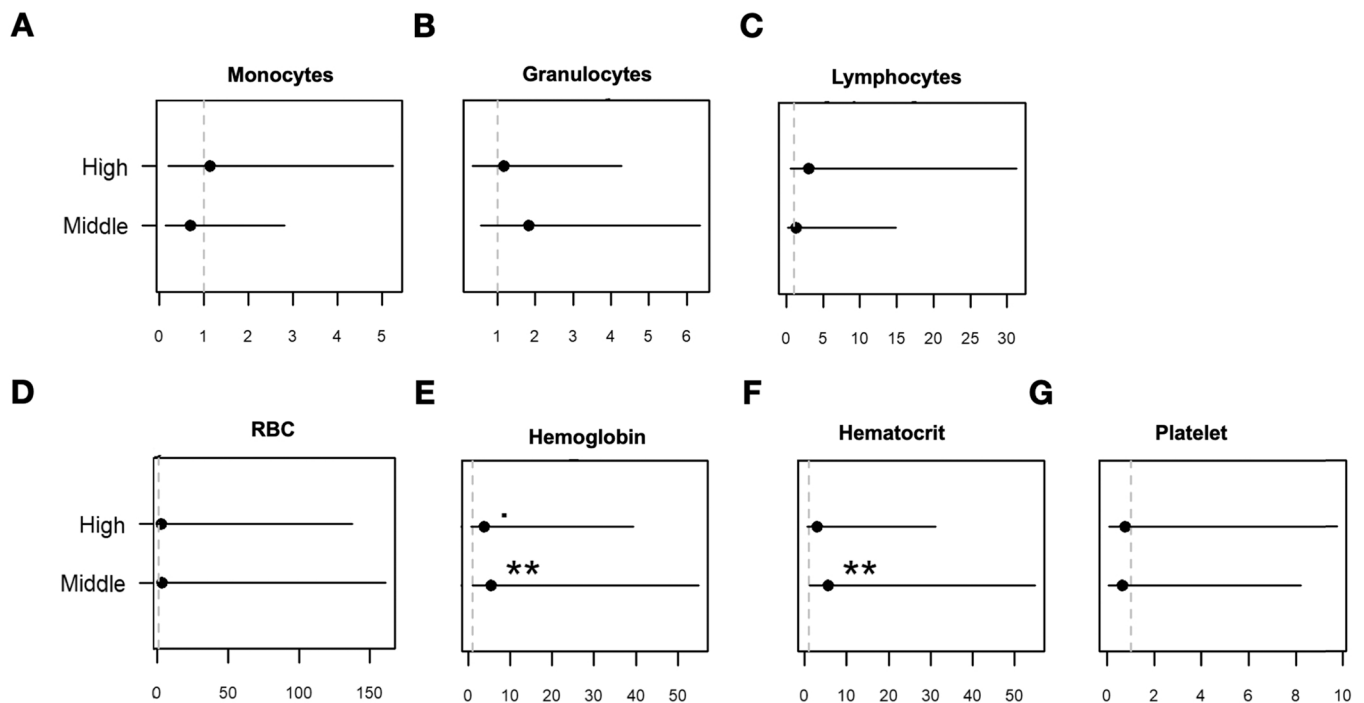 A B C
Monocytes Granulocytes Lymphocytes
High
Middle
0 1 2 3 4 5
1 2 3 4 5 6
0 5 10 15 20 25 30
D E F G
RBC Hemoglobin Hematocrit Platelet
High .
Middle ** **
0 50 100 150
0 10 20 30 40 50
0 10 20 30 40 50
0 2 4 6 8 10